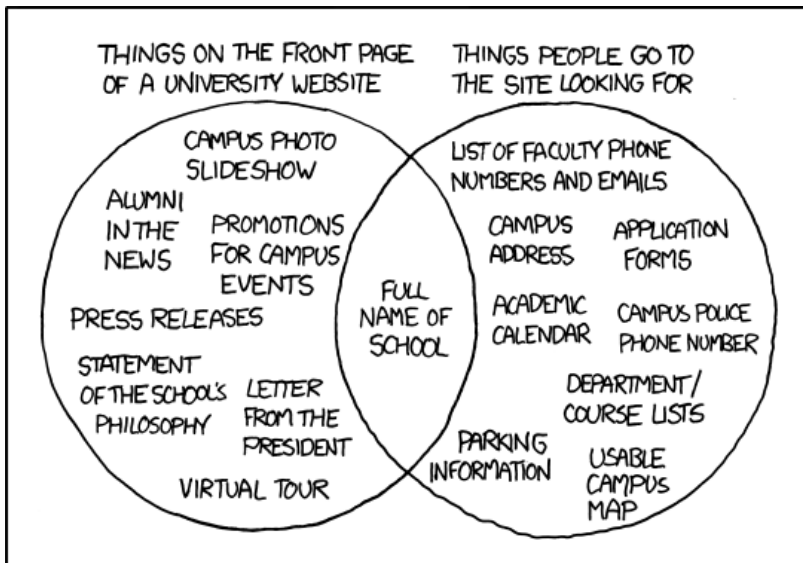 THINGS ON THE FRONT PAGE
OF A UNIVERSITY WEBSITE
THINGS PEOPLE GO TO
THE SITE LOOKING FOR
CAMPUS PHOTO
SLIDESHOW
ALUMNI
IN THE
NEWS
PROMOTIONS
FOR CAMPUS
EVENTS
PRESS RELEASES
STATEMENT
OF THE SCHOOL'S
PHILOSOPHY
LETTER
FROM THE
PRESIDENT
VIRTUAL TOUR
FULL
NAME OF
SCHOOL
LIST OF FACULTY PHONE
NUMBERS AND EMAILS
CAMPUS
ADDRESS
APPLICATION
FORMS
ACADEMIC
CALENDAR
CAMPUS POLICE
PHONE NUMBER
DEPARTMENT/
COURSE LISTS
PARKING
INFORMATION
USABLE
CAMPUS
MAP